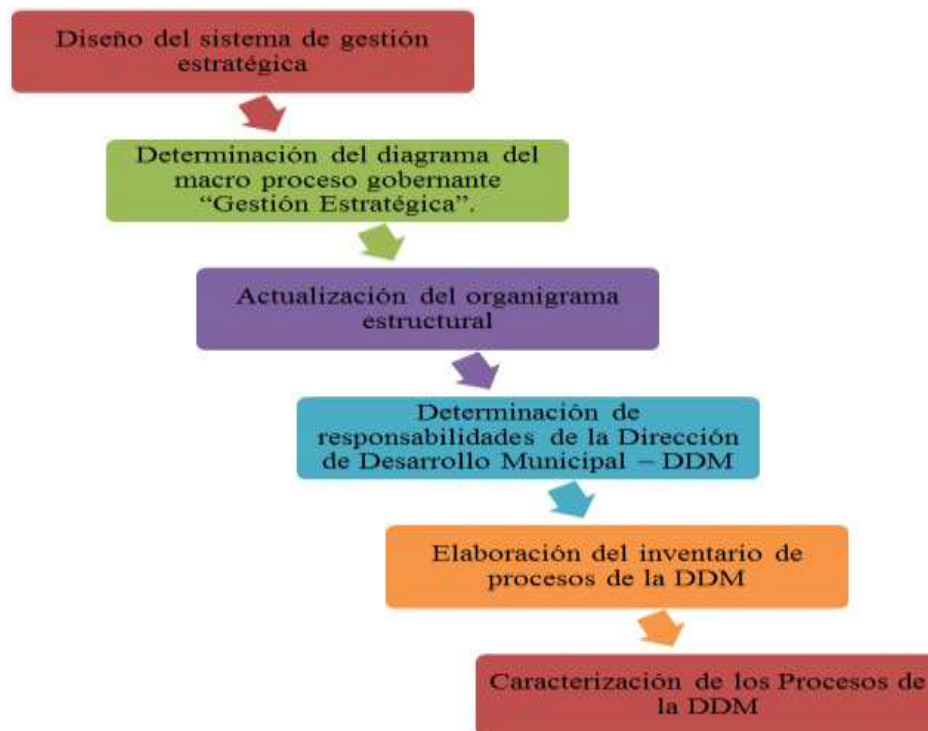 Diseño del sistema de gestión
estratégica
Determinación del diagrama del
macro proceso gobernante
“Gestión Estratégica”.
Actualización del organigrama
estructural
Determinación de
responsabilidades de la Dirección
de Desarrollo Municipal – DDM
Elaboración del inventario de
procesos de la DDM
Caracterización de los Procesos de
la DDM